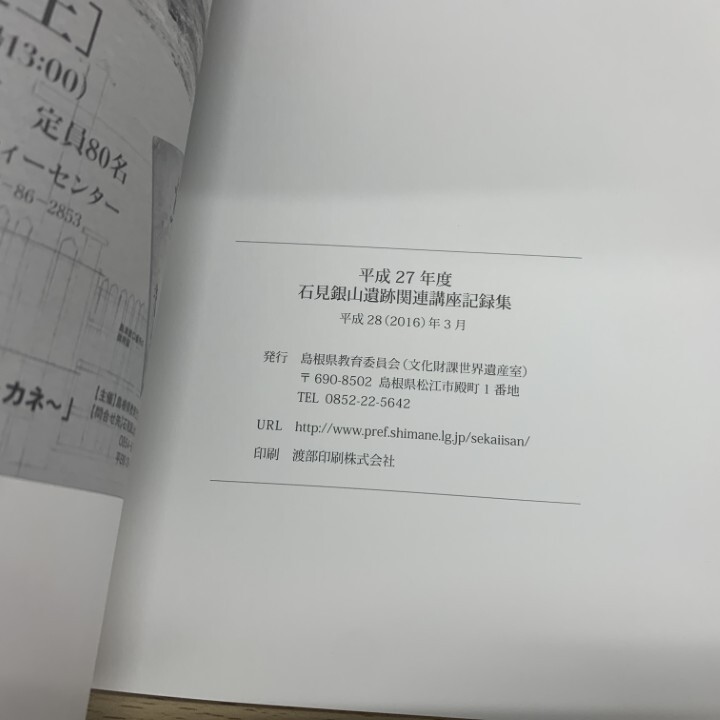 土]
13:00)
定員80名
ィーセンター
-86-2853
カネ～」
平成 27 年度
石見銀山遺跡関連講座記録集
平成 28 (2016) 年 3 月
発行 島根県教育委員会(文化財課世界遺産室)
〒 690-8502 島根県松江市殿町 1 番地
TEL 0852-22-5642
URL http://www.pref.shimane.lg.jp/sekaiisan/
印刷 渡部印刷株式会社